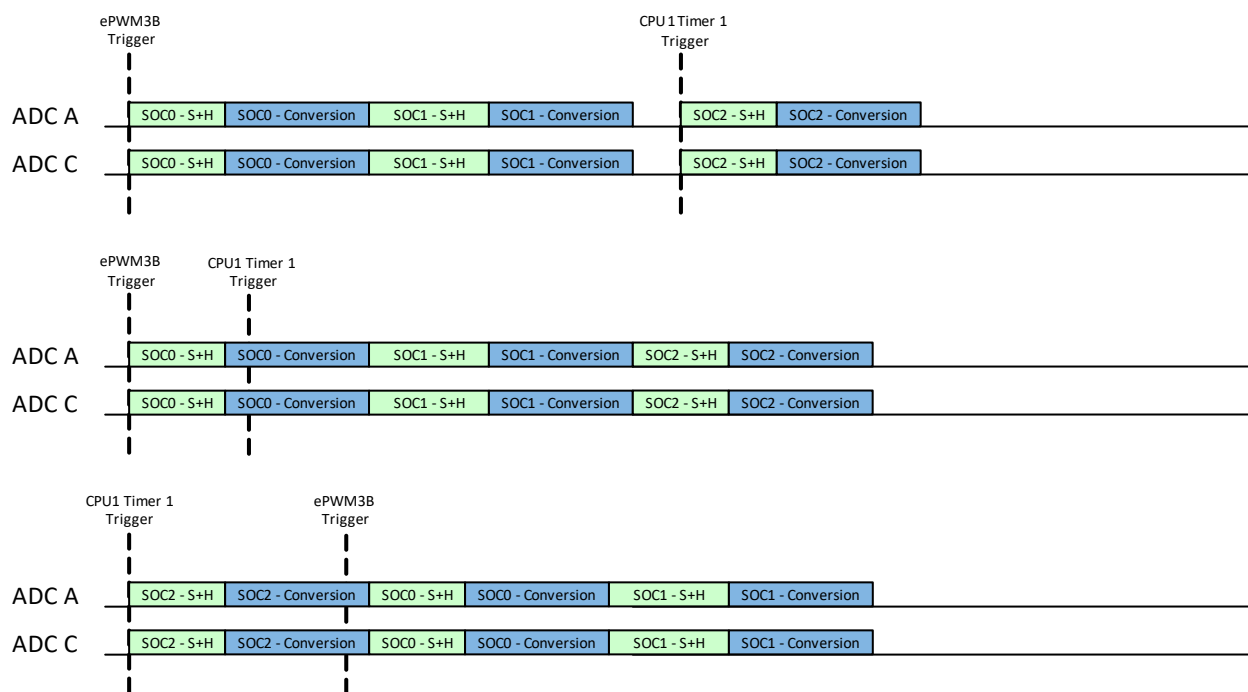 ePWM3B
Trigger
CPU1 Timer 1
Trigger
ADC A
SOC0 - S+H
SOC0 - Conversion
SOC1 - S+H
SOC1 - Conversion
SOC2 - S+H
SOC2 - Conversion
ADC C
SOC0 - S+H
SOC0 - Conversion
SOC1 - S+H
SOC1 - Conversion
SOC2 - S+H
SOC2 - Conversion
ePWM3B
Trigger
CPU1 Timer 1
Trigger
ADC A
SOC0 - S+H
SOC0 - Conversion
SOC1 - S+H
SOC1 - Conversion
SOC2 - S+H
SOC2 - Conversion
ADC C
SOC0 - S+H
SOC0 - Conversion
SOC1 - S+H
SOC1 - Conversion
SOC2 - S+H
SOC2 - Conversion
CPU1 Timer 1
Trigger
ePWM3B
Trigger
ADC A
SOC2 - S+H
SOC2 - Conversion
SOC0 - S+H
SOC0 - Conversion
SOC1 - S+H
SOC1 - Conversion
ADC C
SOC2 - S+H
SOC2 - Conversion
SOC0 - S+H
SOC0 - Conversion
SOC1 - S+H
SOC1 - Conversion